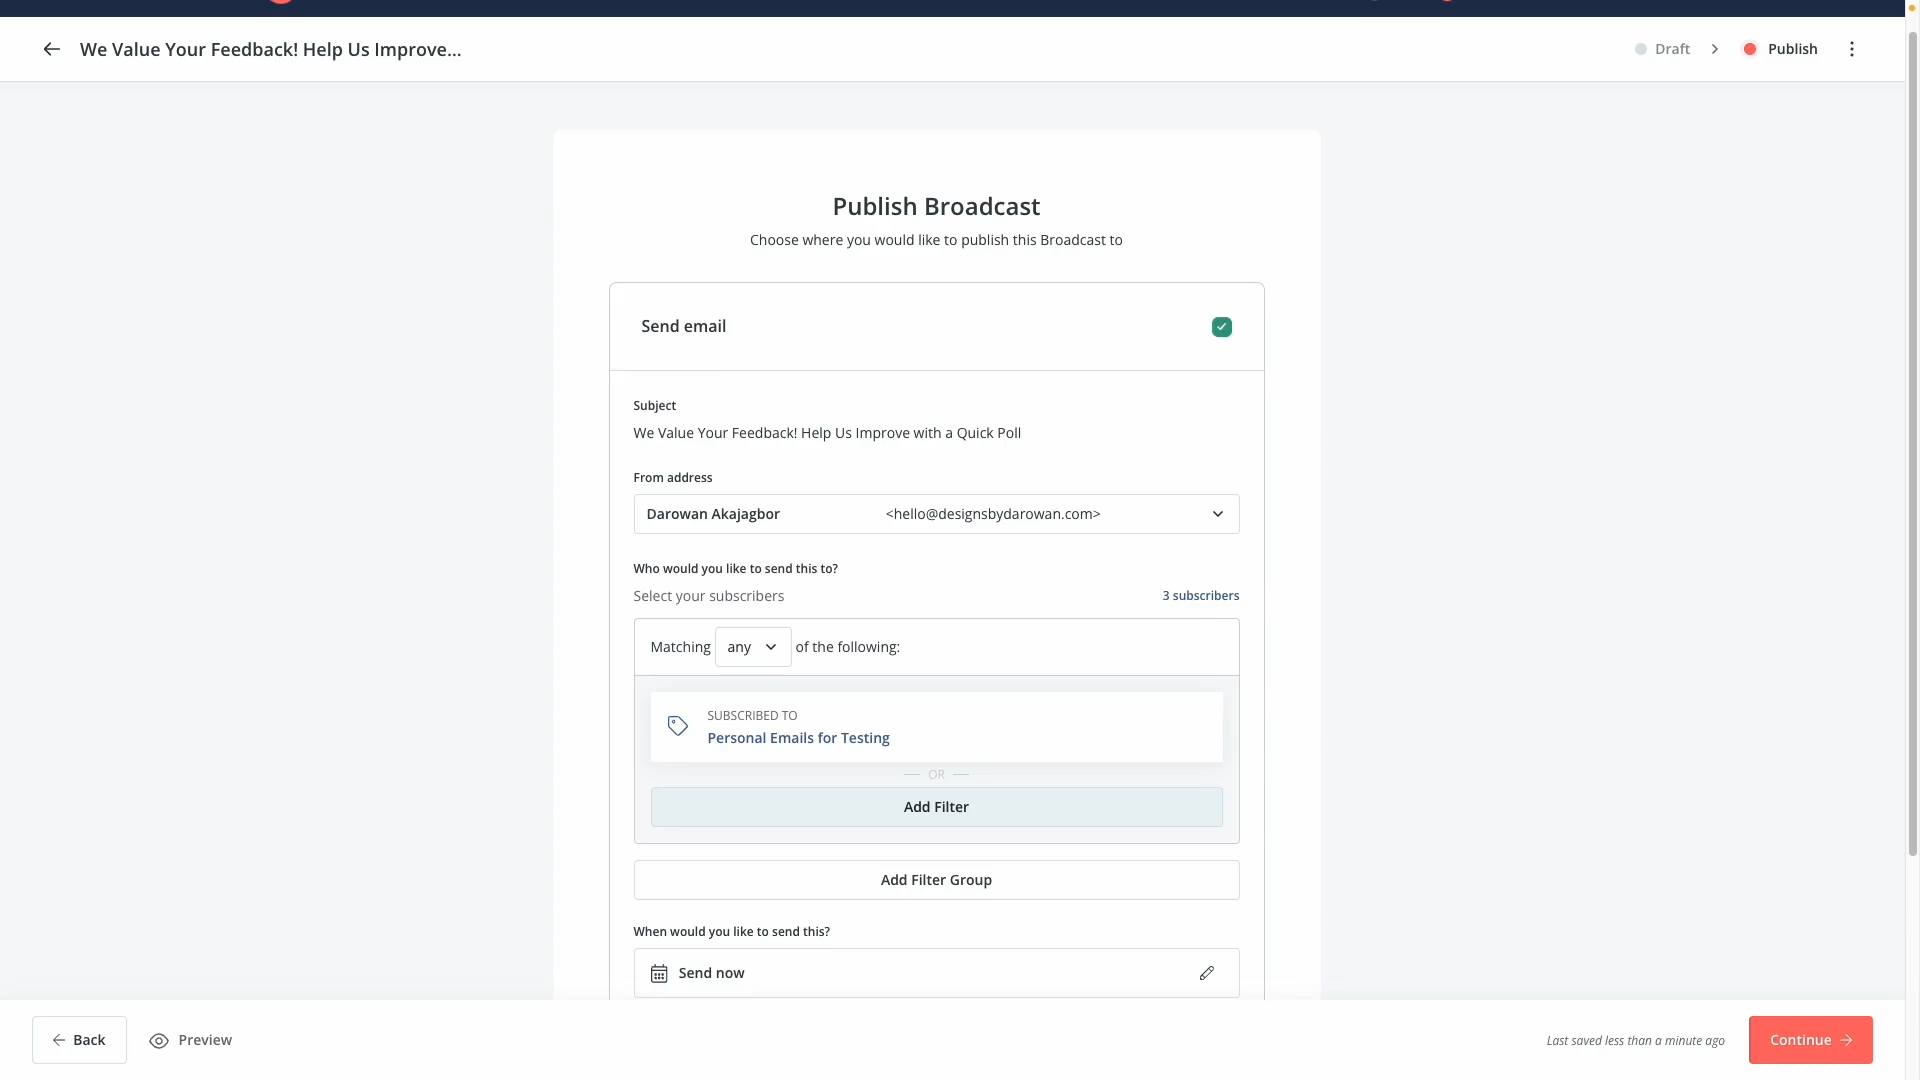 We Value Your Feedback! Help Us Improve...
Draft
Publish
Publish Broadcast
Choose where you would like to publish this Broadcast to
Send email
Subject
We Value Your Feedback! Help Us Improve with a Quick Poll
From address
Darowan Akajagbor <hello@designsbydarowan.com>
Who would you like to send this to?
Select your subscribers
3 subscribers
Matching any of the following:
SUBSCRIBED TO
Personal Emails for Testing
OR
Add Filter
Add Filter Group
When would you like to send this?
Send now
Back
Preview
Last saved less than a minute ago
Continue